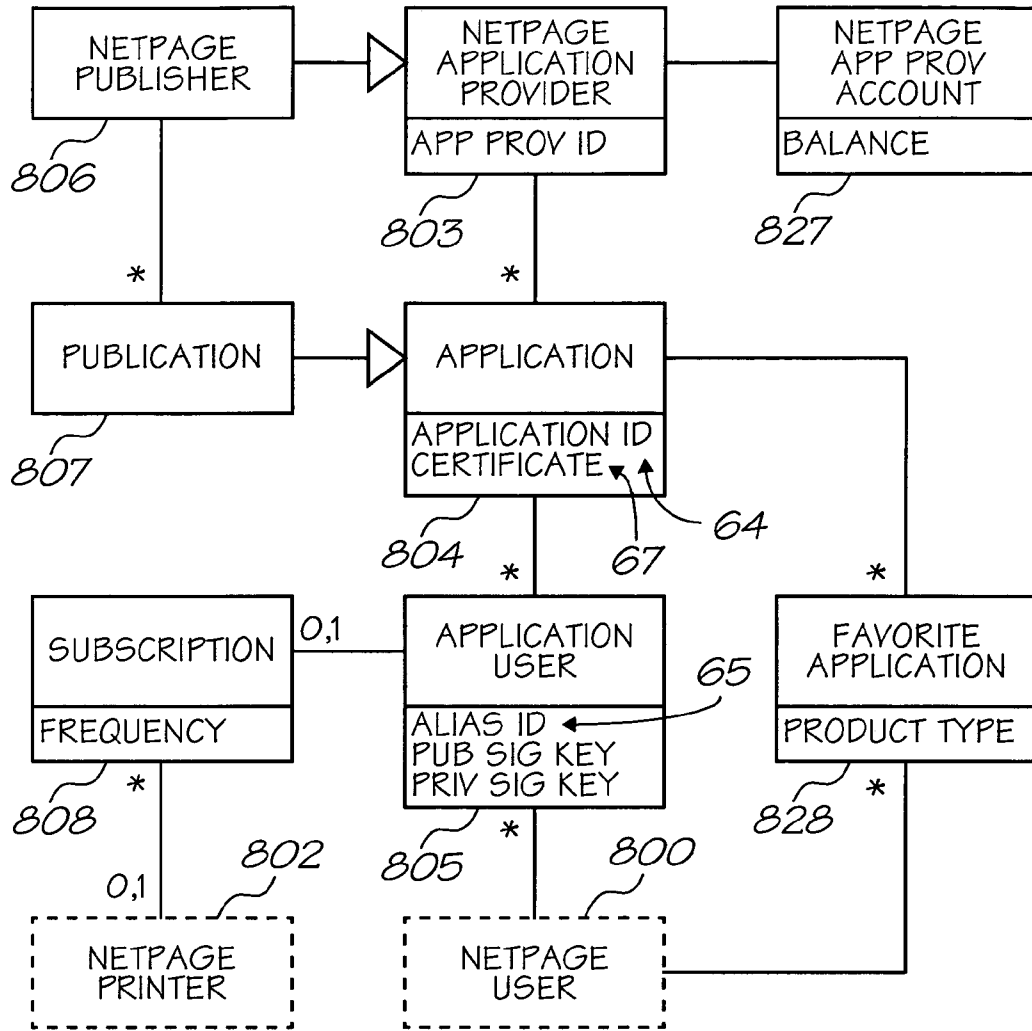 NETPAGE
PUBLISHER
806
NETPAGE
APPLICATION
PROVIDER
APP PROV ID
803
NETPAGE
APP PROV
ACCOUNT
BALANCE
827
*
*
PUBLICATION
807
APPLICATION
APPLICATION ID
CERTIFICATE
804
67
64
*
*
SUBSCRIPTION
FREQUENCY
808
0,1
APPLICATION
USER
ALIAS ID
PUB SIG KEY
PRIV SIG KEY
805
65
FAVORITE
APPLICATION
PRODUCT TYPE
828
*
*
*
0,1
802
800
NETPAGE
PRINTER
NETPAGE
USER